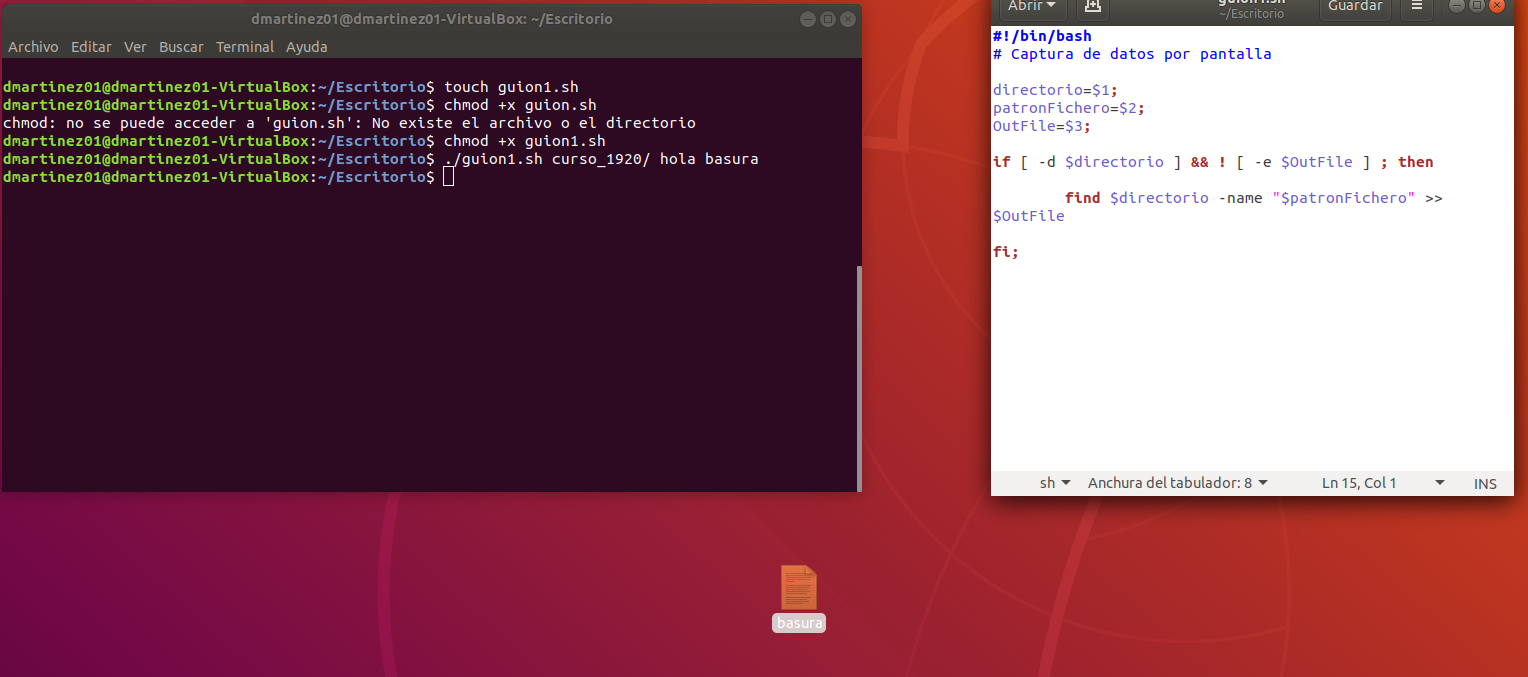 dmartinez01@dmartinez01-VirtualBox: ~/Escritorio
Archivo Editar Ver Buscar Terminal Ayuda
dmartinez01@dmartinez01-VirtualBox:~/Escritorio$ touch guion1.sh
dmartinez01@dmartinez01-VirtualBox:~/Escritorio$ chmod +x guion.sh
chmod: no se puede acceder a 'guion.sh': No existe el archivo o el directorio
dmartinez01@dmartinez01-VirtualBox:~/Escritorio$ chmod +x guion1.sh
dmartinez01@dmartinez01-VirtualBox:~/Escritorio$ ./guion1.sh curso_1920/ hola basura
dmartinez01@dmartinez01-VirtualBox:~/Escritorio$
Abrir
guion1.sh
~/Escritorio
Guardar
#!/bin/bash
# Captura de datos por pantalla
directorio=$1;
patronFichero=$2;
OutFile=$3;
if [ -d $directorio ] && ! [ -e $OutFile ] ; then
find $directorio -name "$patronFichero" >>
$OutFile
fi;
sh Anchura del tabulador: 8 Ln 15, Col 1 INS
basura